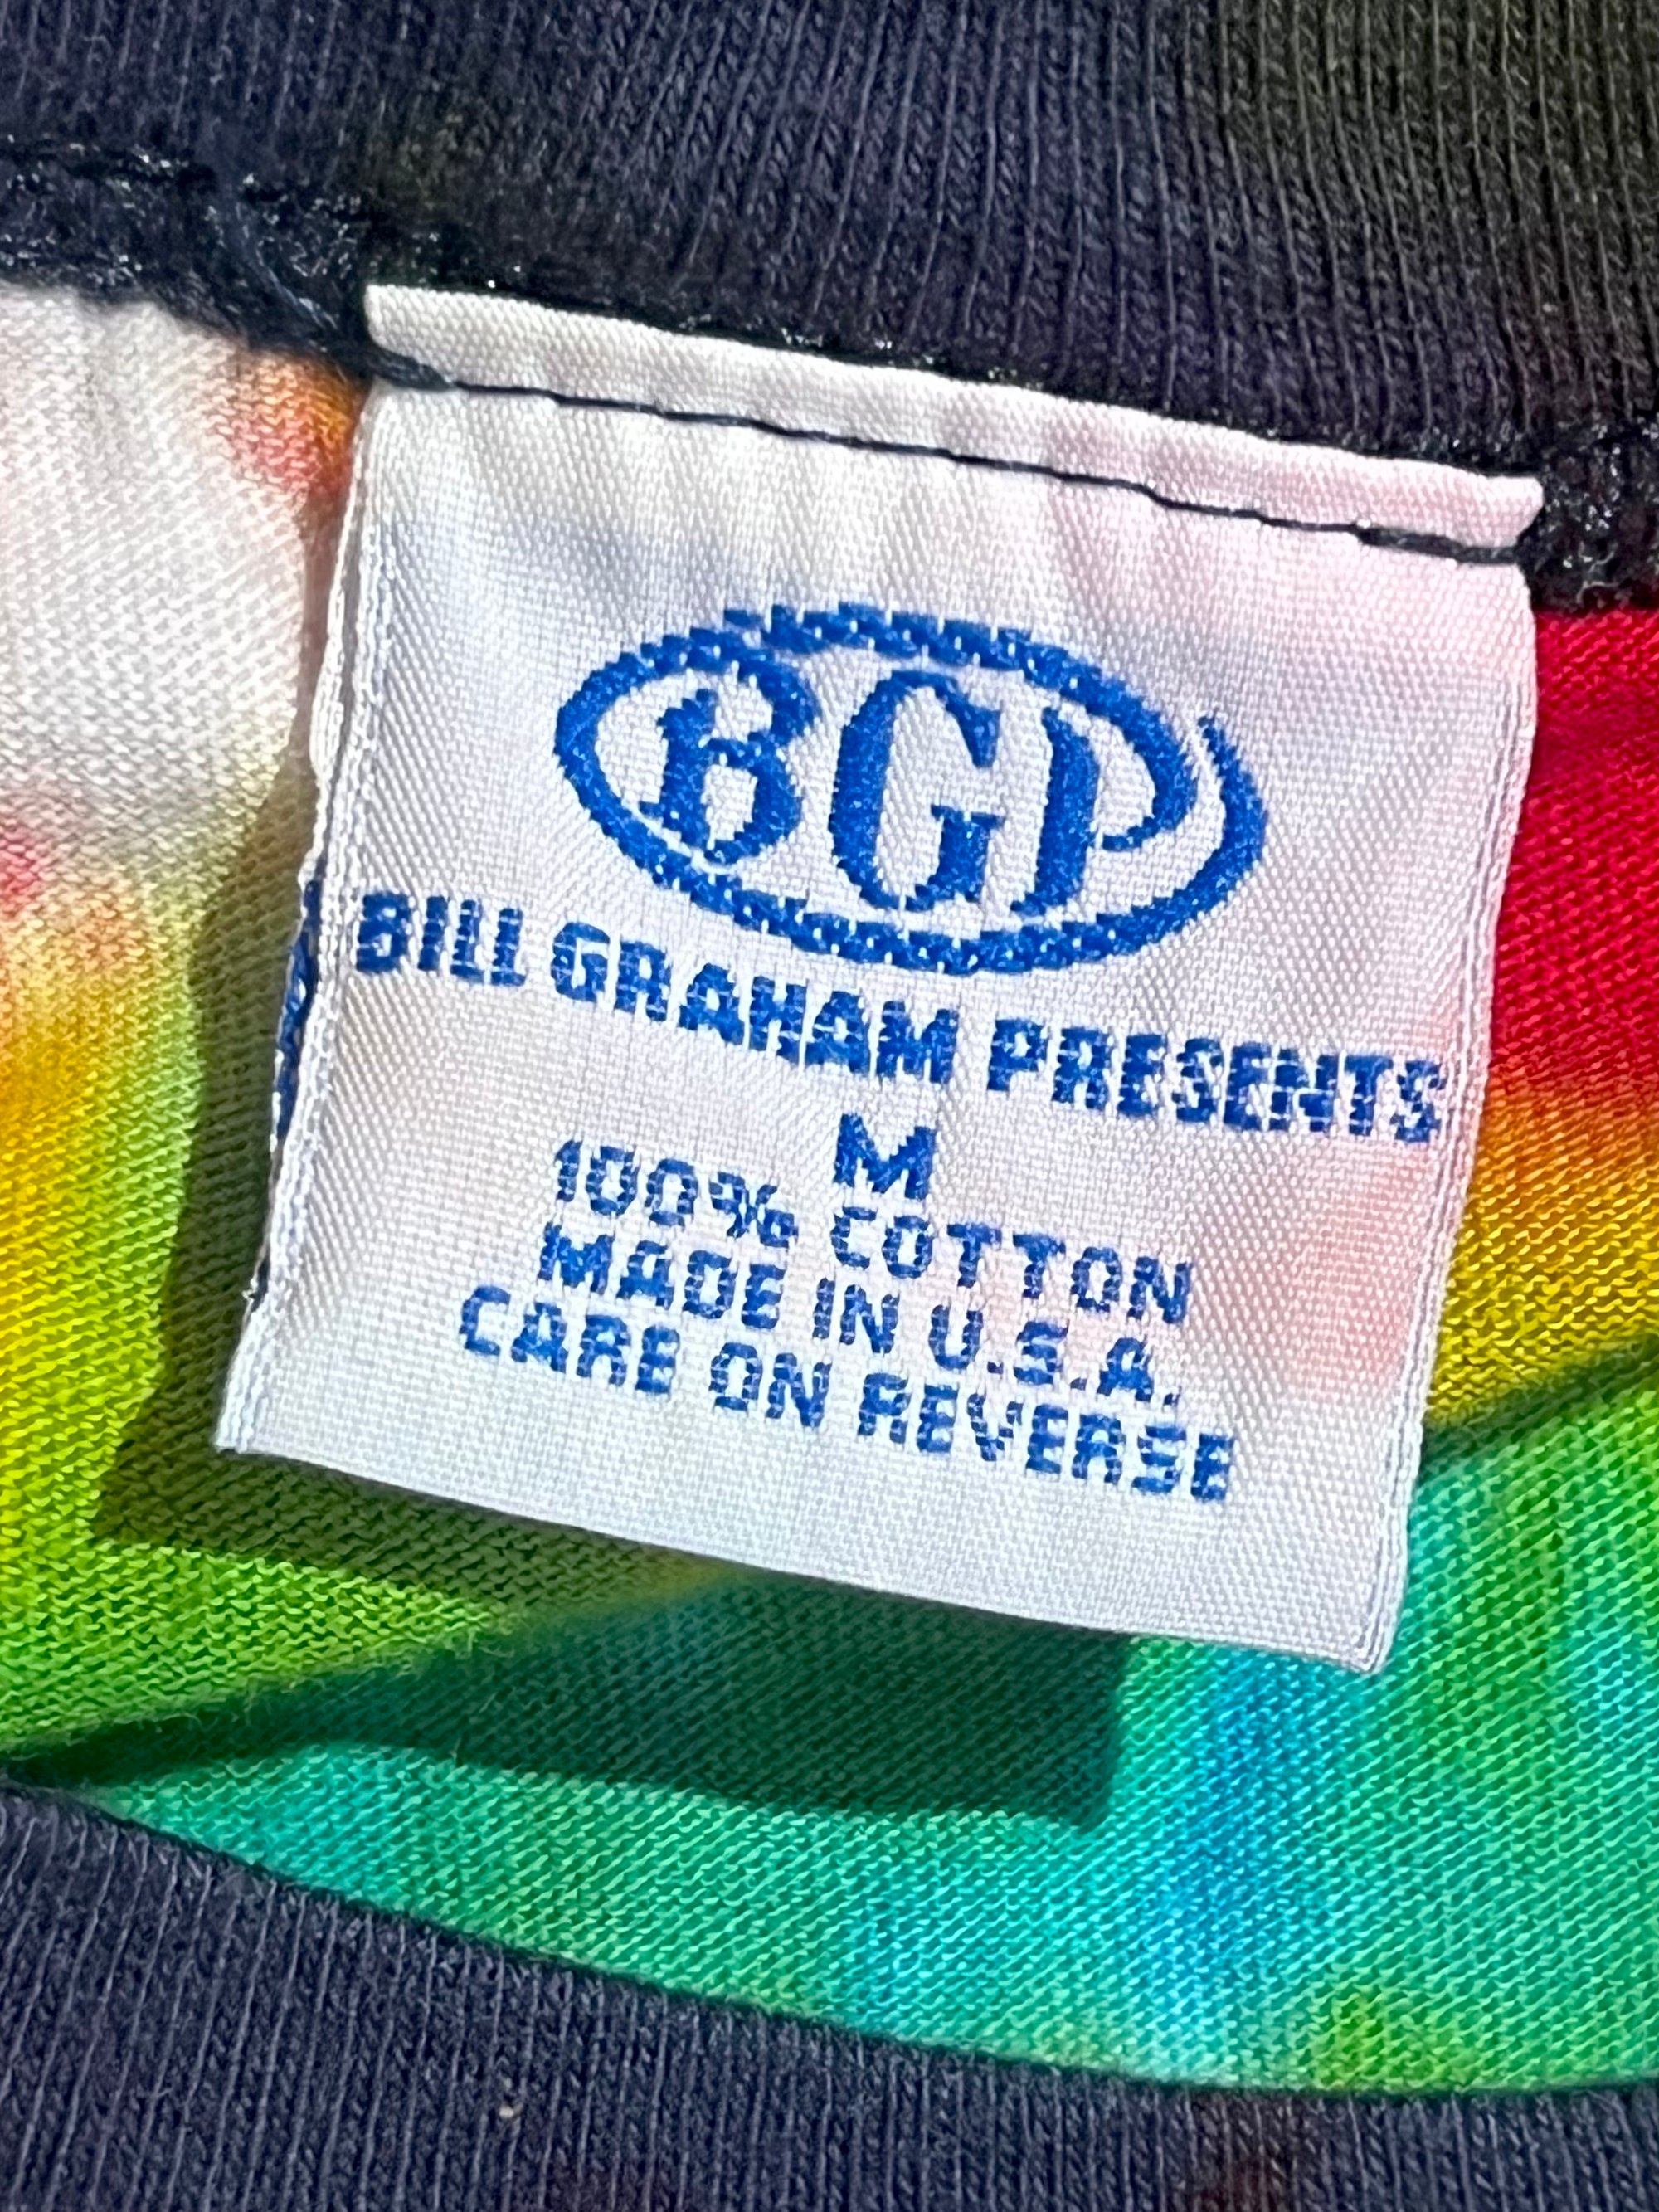 BGP
BILL GRAHAM PRESENTS
M
100% COTTON
MADE IN U.S.A.
CARE ON REVERSE